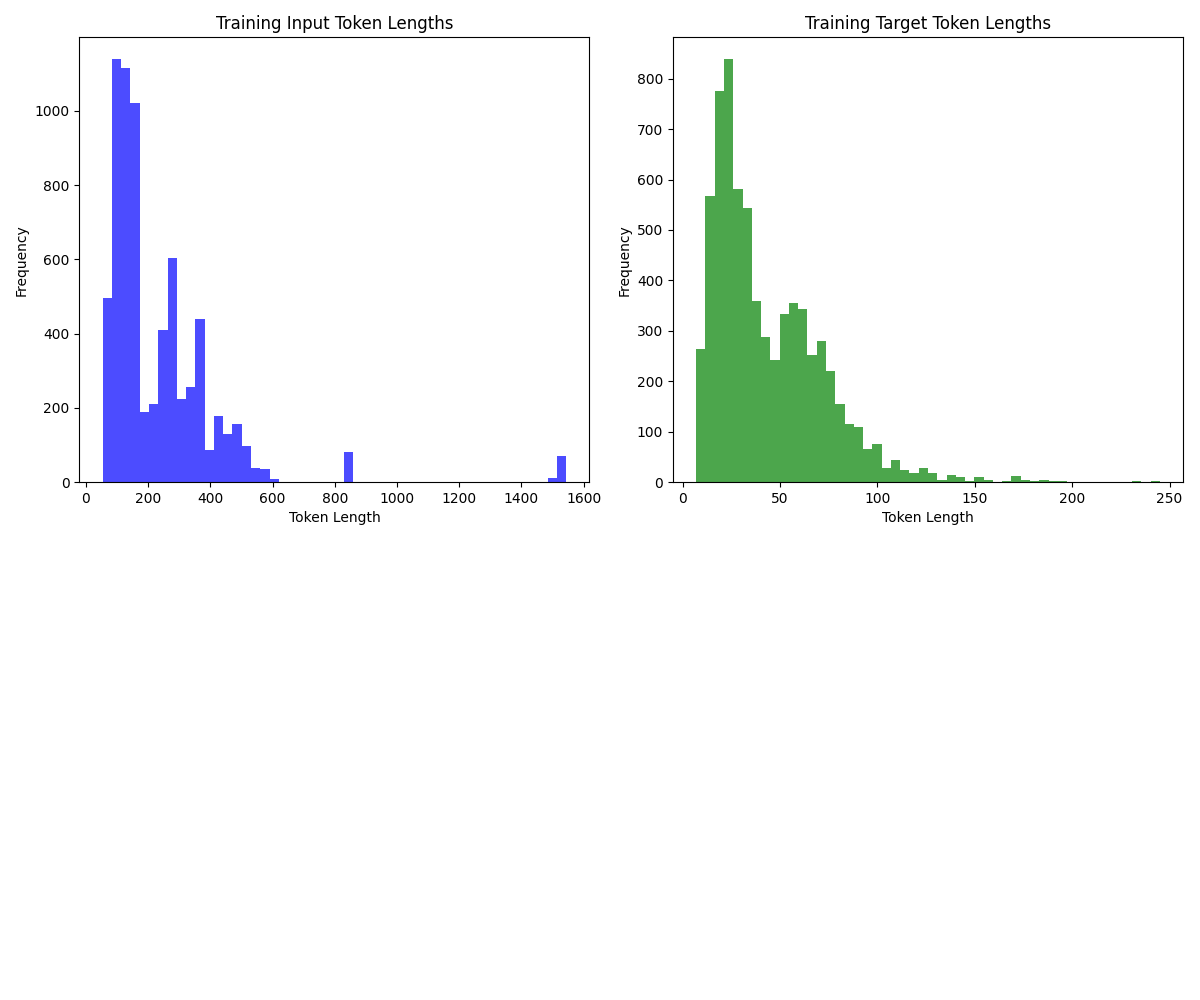 Training Input Token Lengths
Frequency
1000
800
600
400
200
0
0 200 400 600 800 1000 1200 1400 1600
Token Length
Training Target Token Lengths
Frequency
800
700
600
500
400
300
200
100
0
0 50 100 150 200 250
Token Length